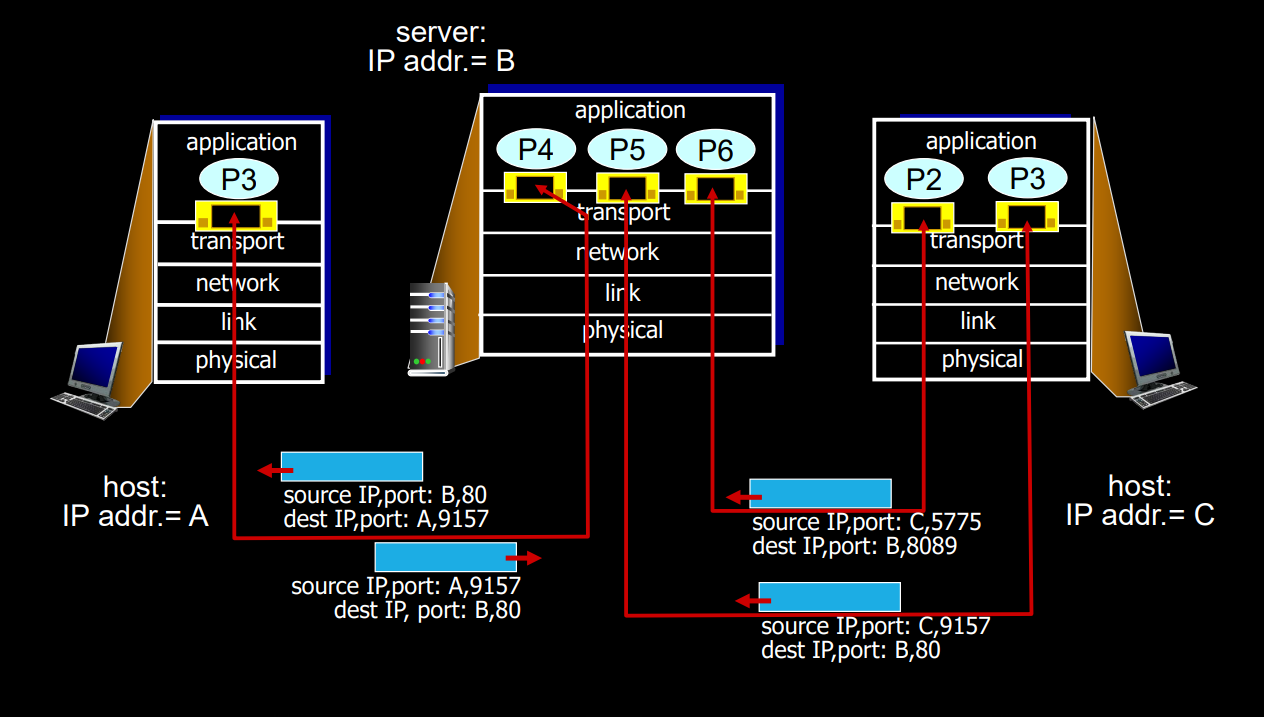 server:
IP addr.= B
application
P3
transport
network
link
physical
application
P4 P5 P6
transport
network
link
physical
application
P2 P3
transport
network
link
physical
host:
IP addr.= A
source IP,port: B,80
dest IP,port: A,9157
source IP,port: A,9157
dest IP, port: B,80
source IP,port: C,5775
dest IP,port: B,8089
source IP,port: C,9157
dest IP,port: B,80
host:
IP addr.= C